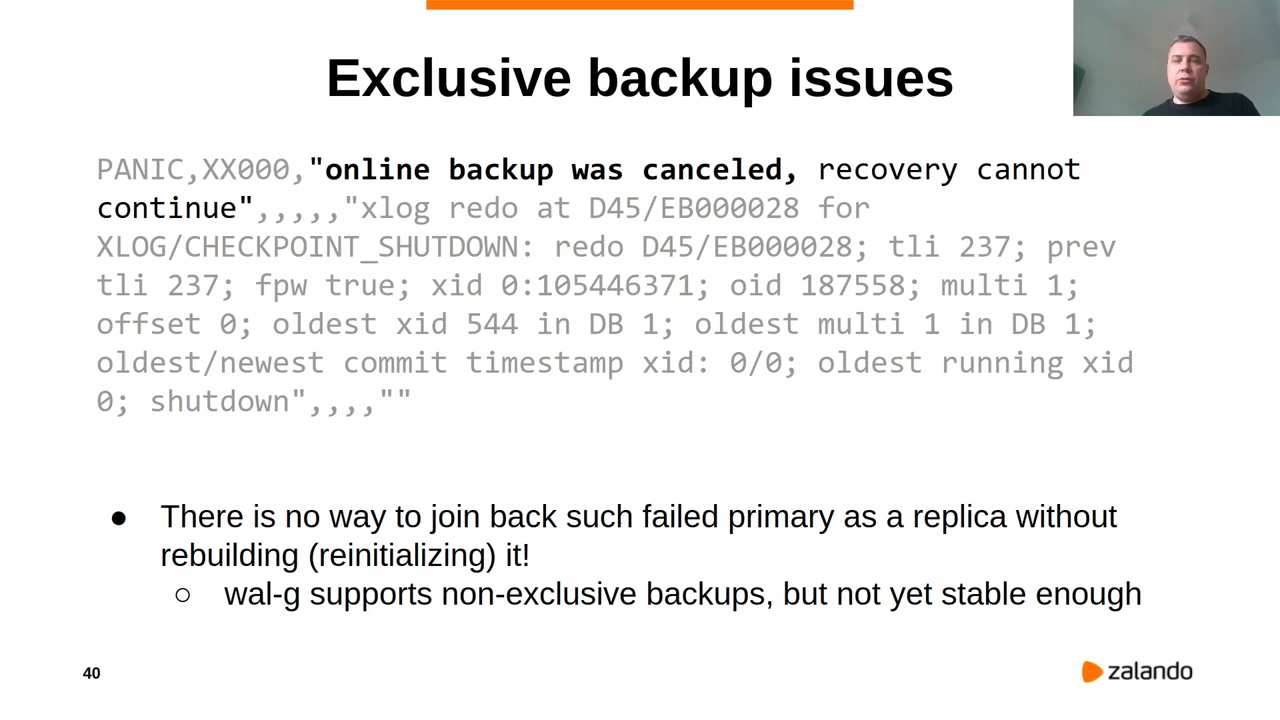 Exclusive backup issues
PANIC,XX000,"online backup was canceled, recovery cannot
continue",,,,,"xlog redo at D45/EB000028 for
XLOG/CHECKPOINT_SHUTDOWN: redo D45/EB000028; tli 237; prev
tli 237; fpw true; xid 0:105446371; oid 187558; multi 1;
offset 0; oldest xid 544 in DB 1; oldest multi 1 in DB 1;
oldest/newest commit timestamp xid: 0/0; oldest running xid
0; shutdown",,,,""
● There is no way to join back such failed primary as a replica without
rebuilding (reinitializing) it!
○ wal-g supports non-exclusive backups, but not yet stable enough
40
zalando